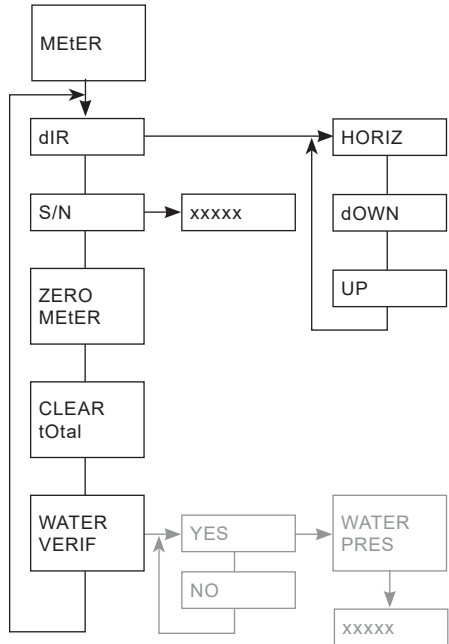 MEtER
dIR
HORIZ
S/N
xxxxx
dOWN
ZERO
MEtER
UP
CLEAR
tOtal
WATER
VERIF
YES
WATER
PRES
NO
xxxxx